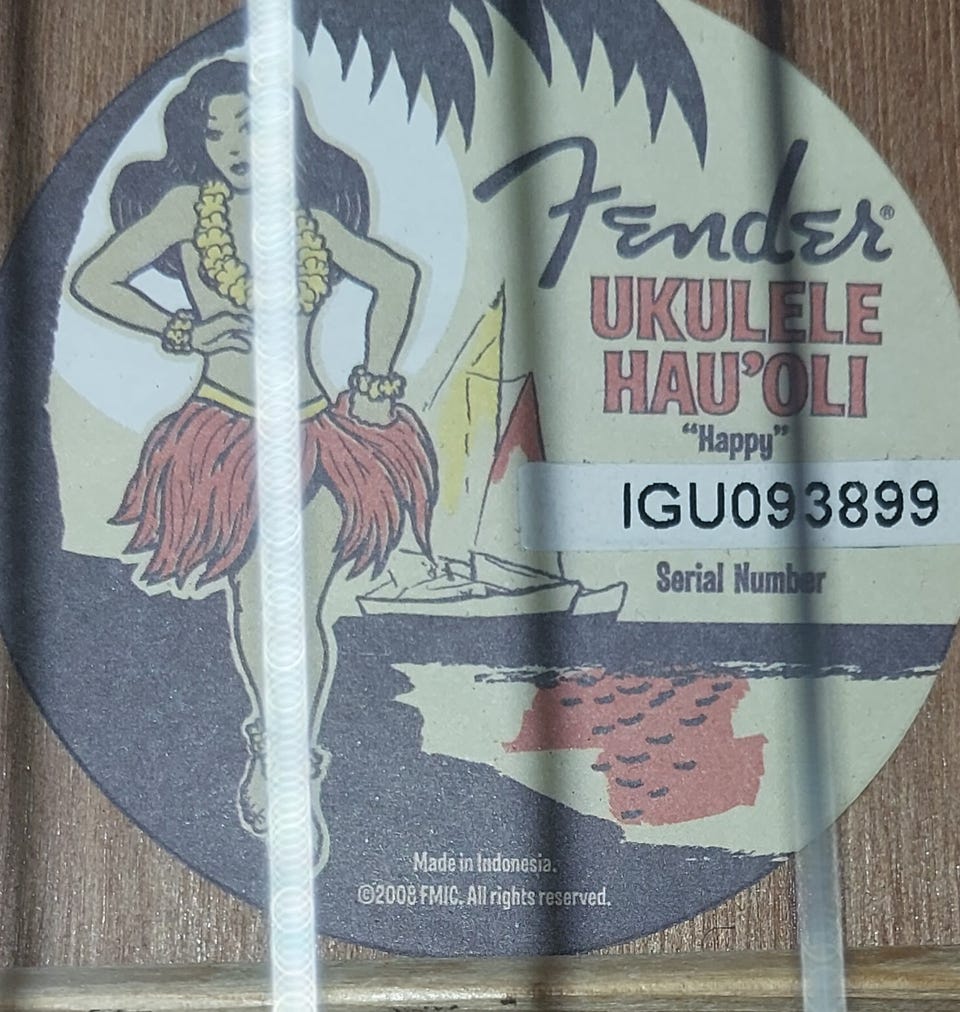 Fender®
UKULELE
HAU'OLI
“Happy”
IGU093899
Serial Number
Made in Indonesia.
©2008 FMIC. All rights reserved.